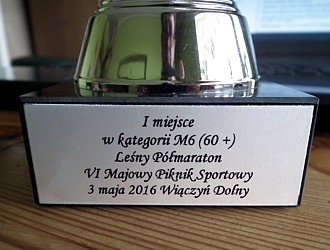 I miejsce
w kategorii M6 (60 +)
Leśny Półmaraton
VI Majowy Piknik Sportowy
3 maja 2016 Wiączyń Dolny